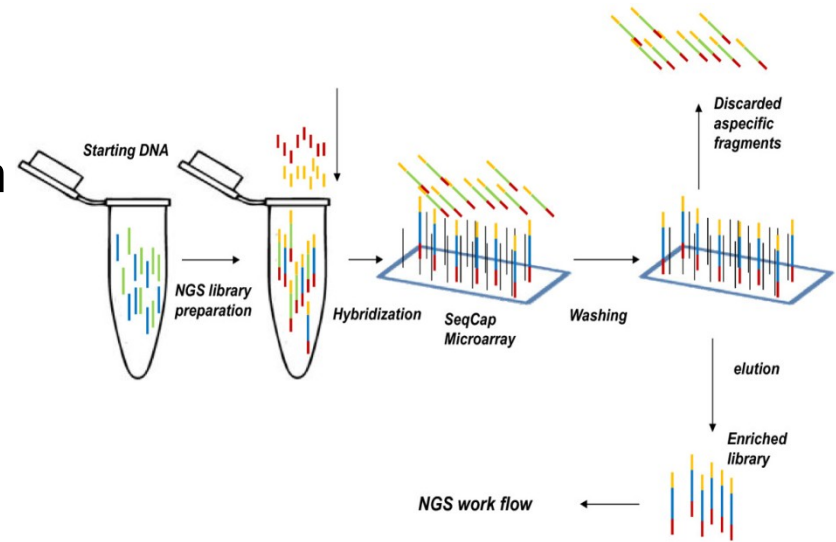 Starting DNA
n
NGS library
preparation
Hybridization
SeqCap
Microarray
Washing
Discarded
aspecific
fragments
elution
Enriched
library
NGS work flow